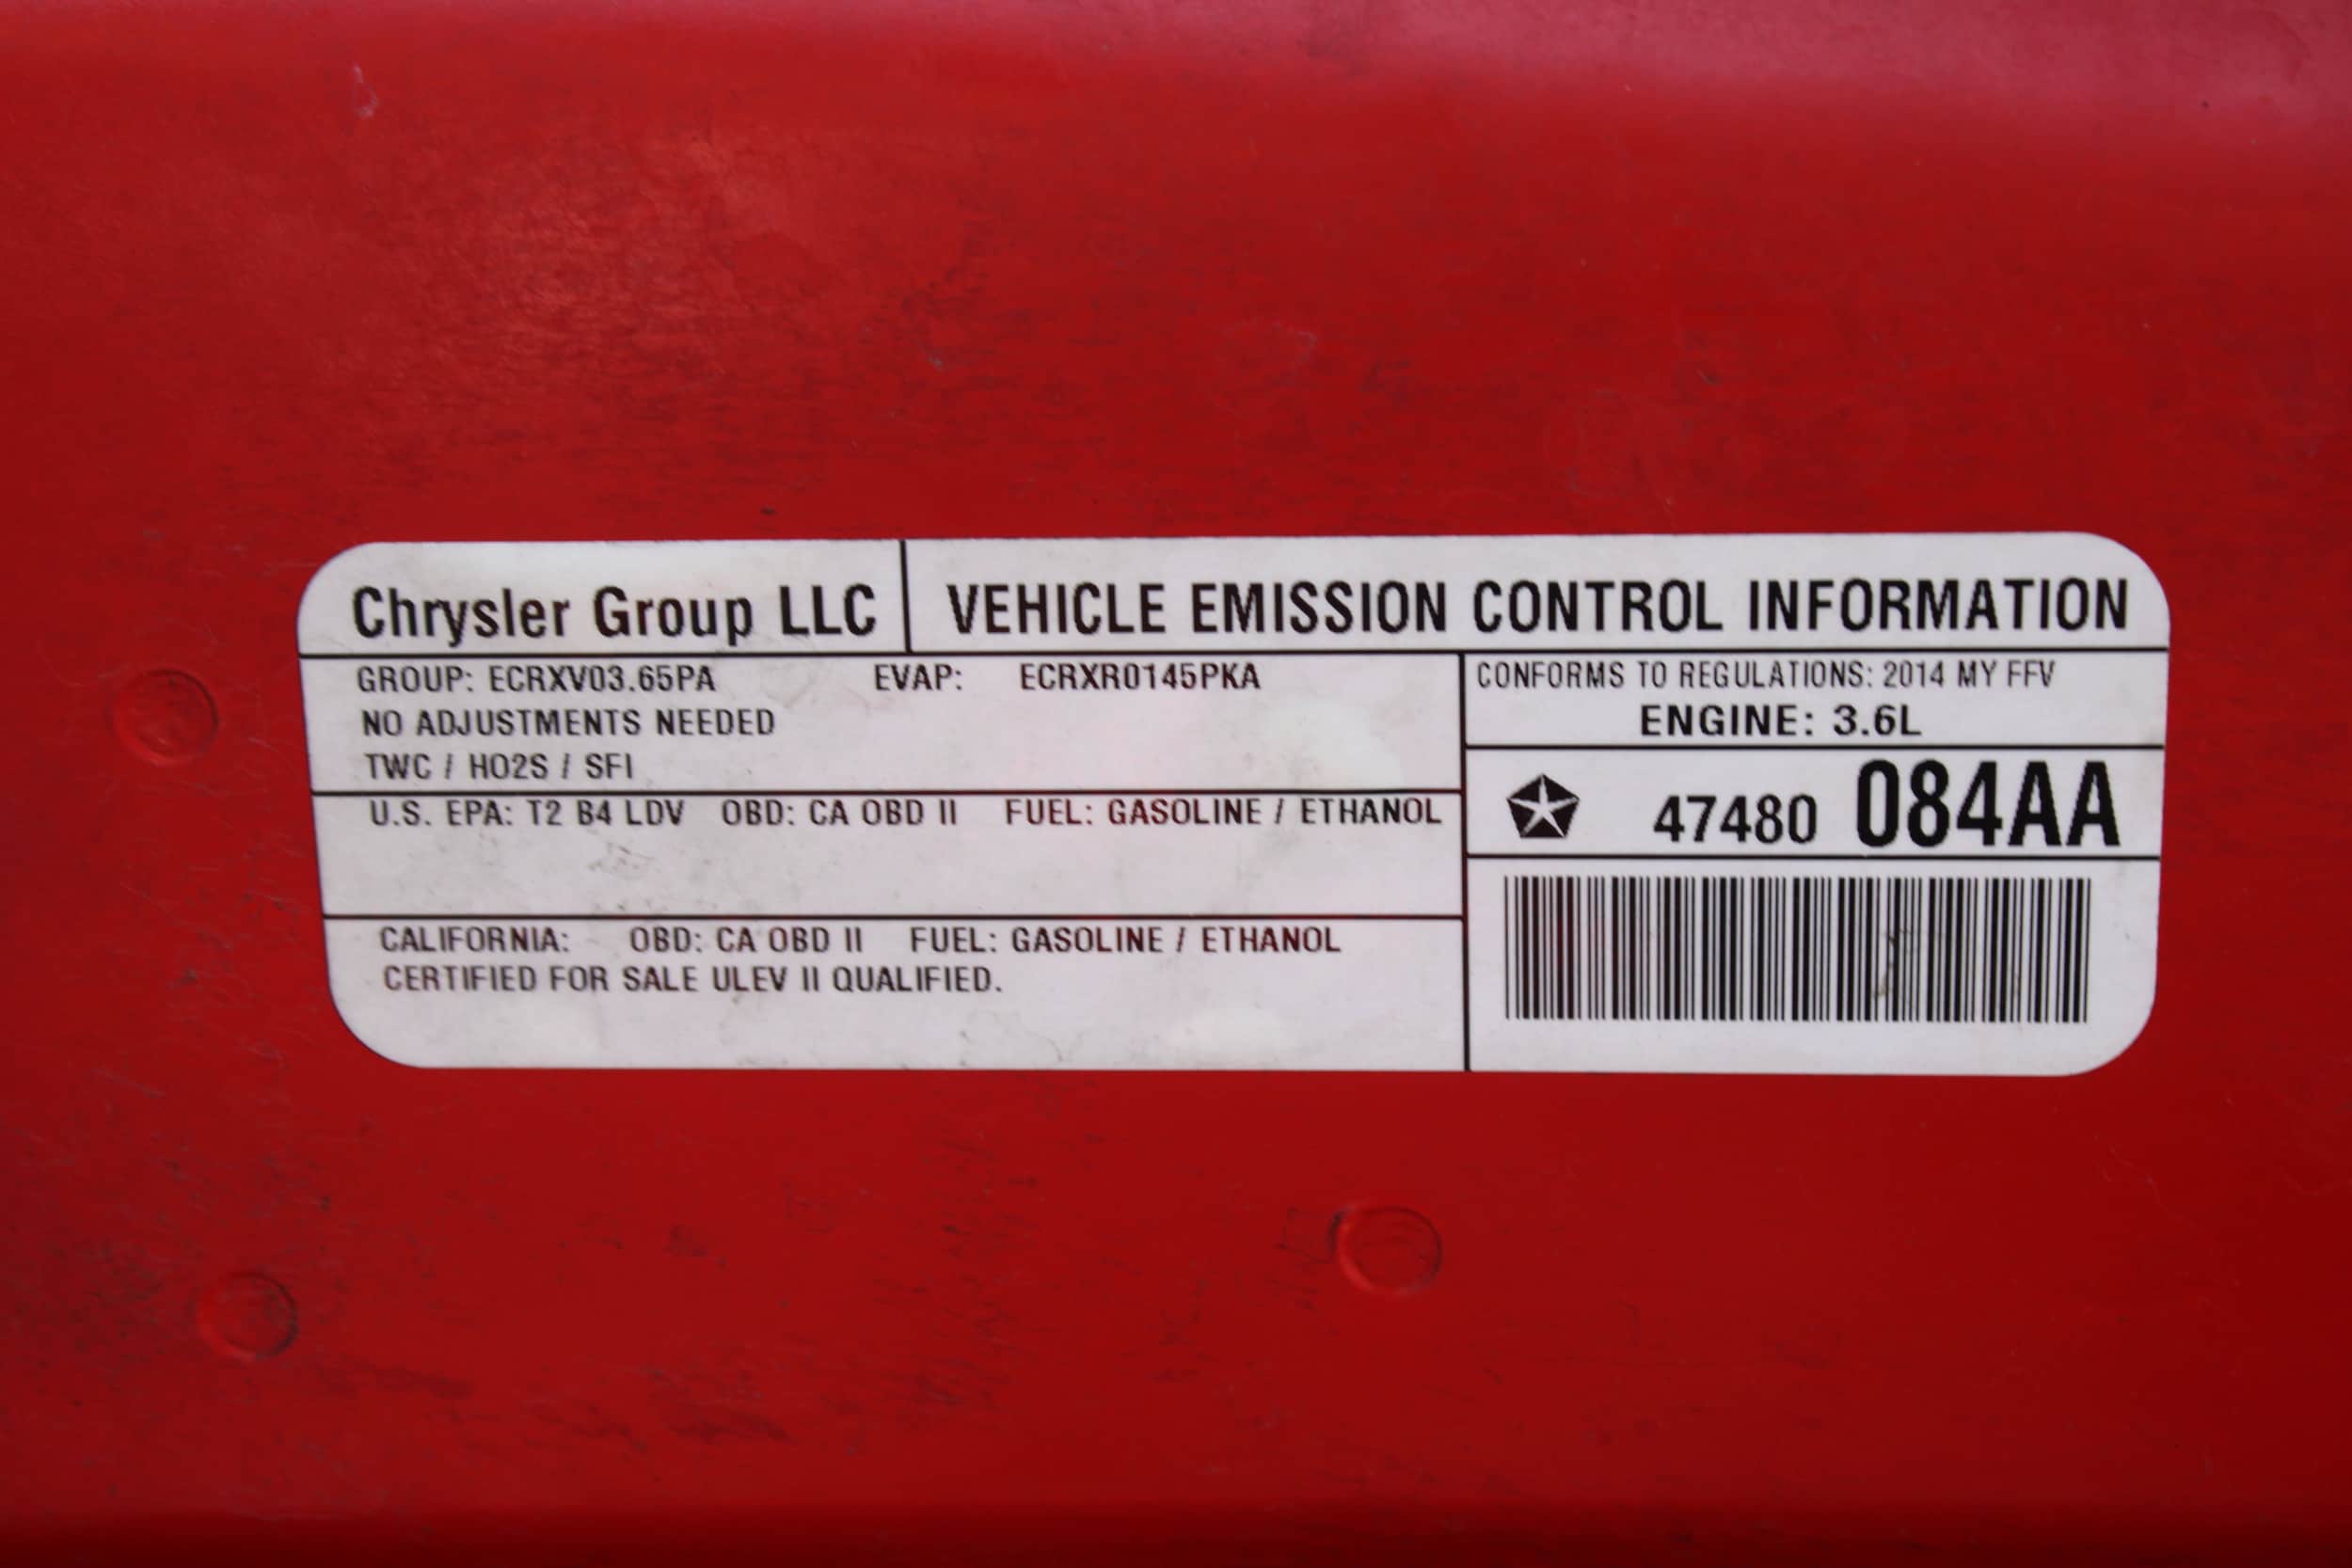 Chrysler Group LLC
VEHICLE EMISSION CONTROL INFORMATION
GROUP: ECRXV03.65PA EVAP: ECRXR0145PKA
NO ADJUSTMENTS NEEDED
TWC / HO2S / SFI
U.S. EPA: T2 B4 LDV OBD: CA OBD II FUEL: GASOLINE / ETHANOL
CALIFORNIA: OBD: CA OBD II FUEL: GASOLINE / ETHANOL
CERTIFIED FOR SALE ULEV II QUALIFIED.
CONFORMS TO REGULATIONS: 2014 MY FFV
ENGINE: 3.6L
47480 084AA